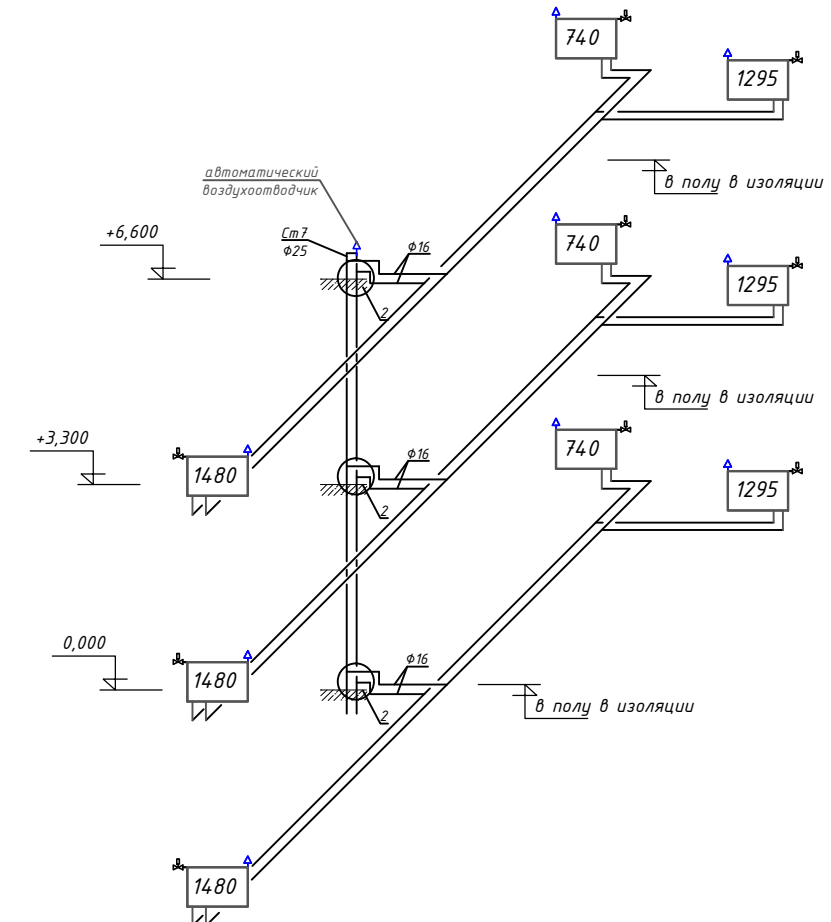 740
1295
автоматический
воздухоотводчик
в полу в изоляции
+6,600
Ст7
Ф25
Ф16
740
1295
2
в полу в изоляции
+3,300
740
Ф16
1480
1295
2
0,000
Ф16
1480
в полу в изоляции
2
1480